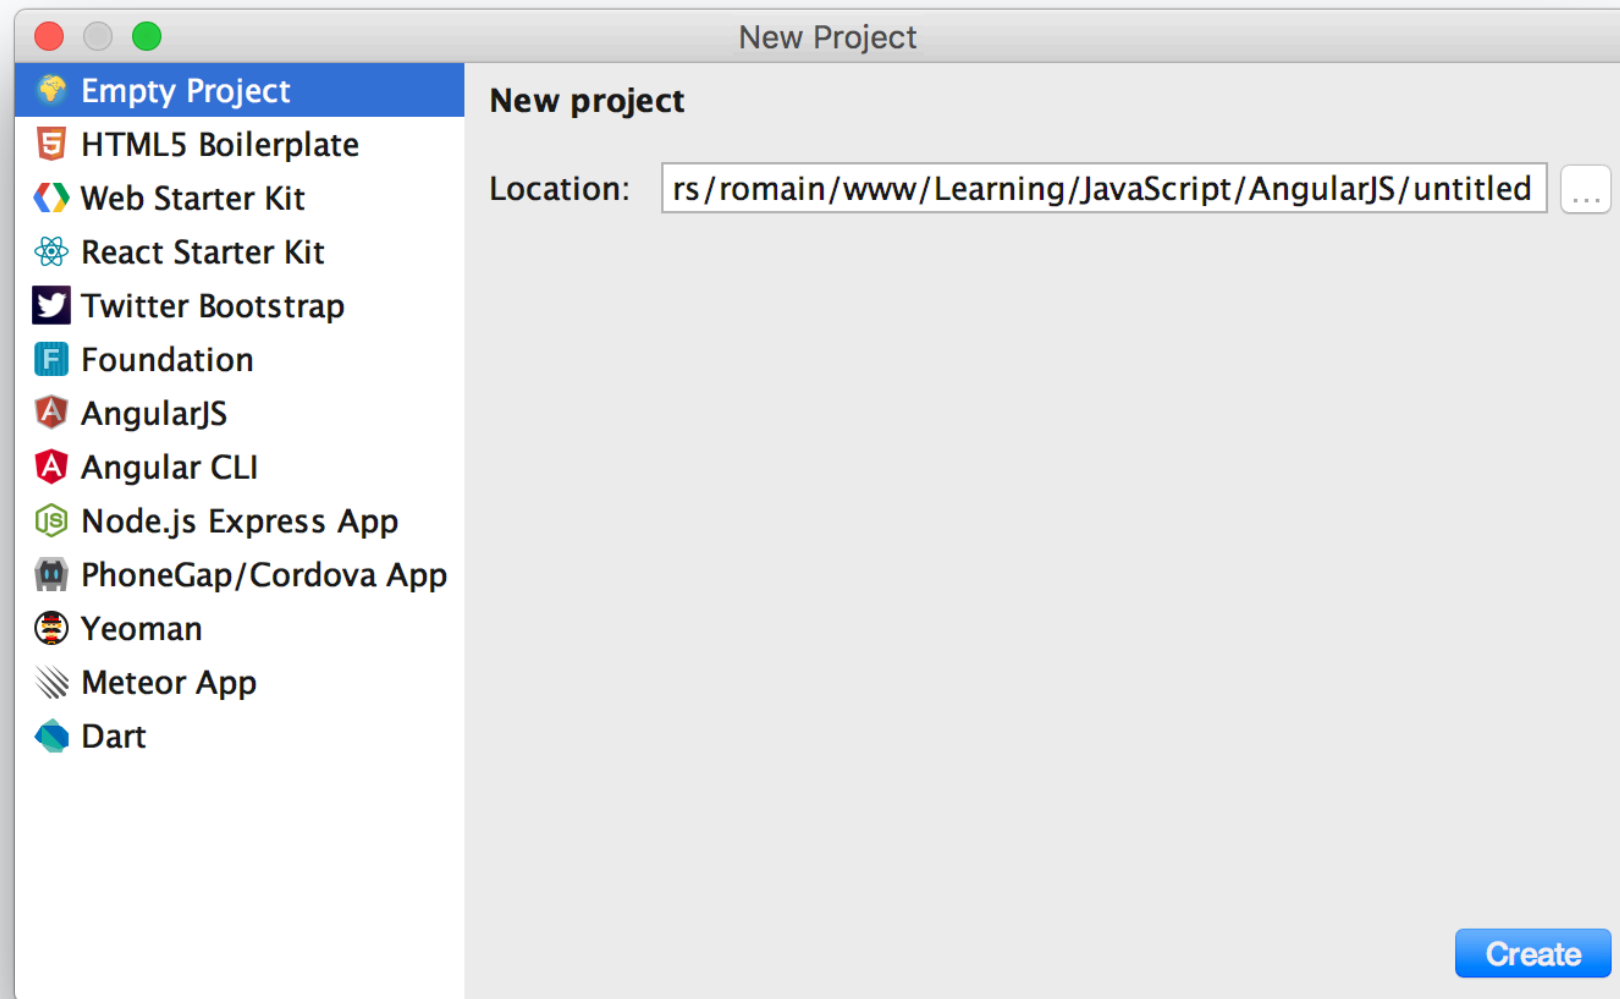 New Project
Empty Project
HTML5 Boilerplate
Web Starter Kit
React Starter Kit
Twitter Bootstrap
Foundation
AngularJS
Angular CLI
Node.js Express App
PhoneGap/Cordova App
Yeoman
Meteor App
Dart
New project
Location: rs/romain/www/Learning/JavaScript/AngularJS/untitled ...
Create